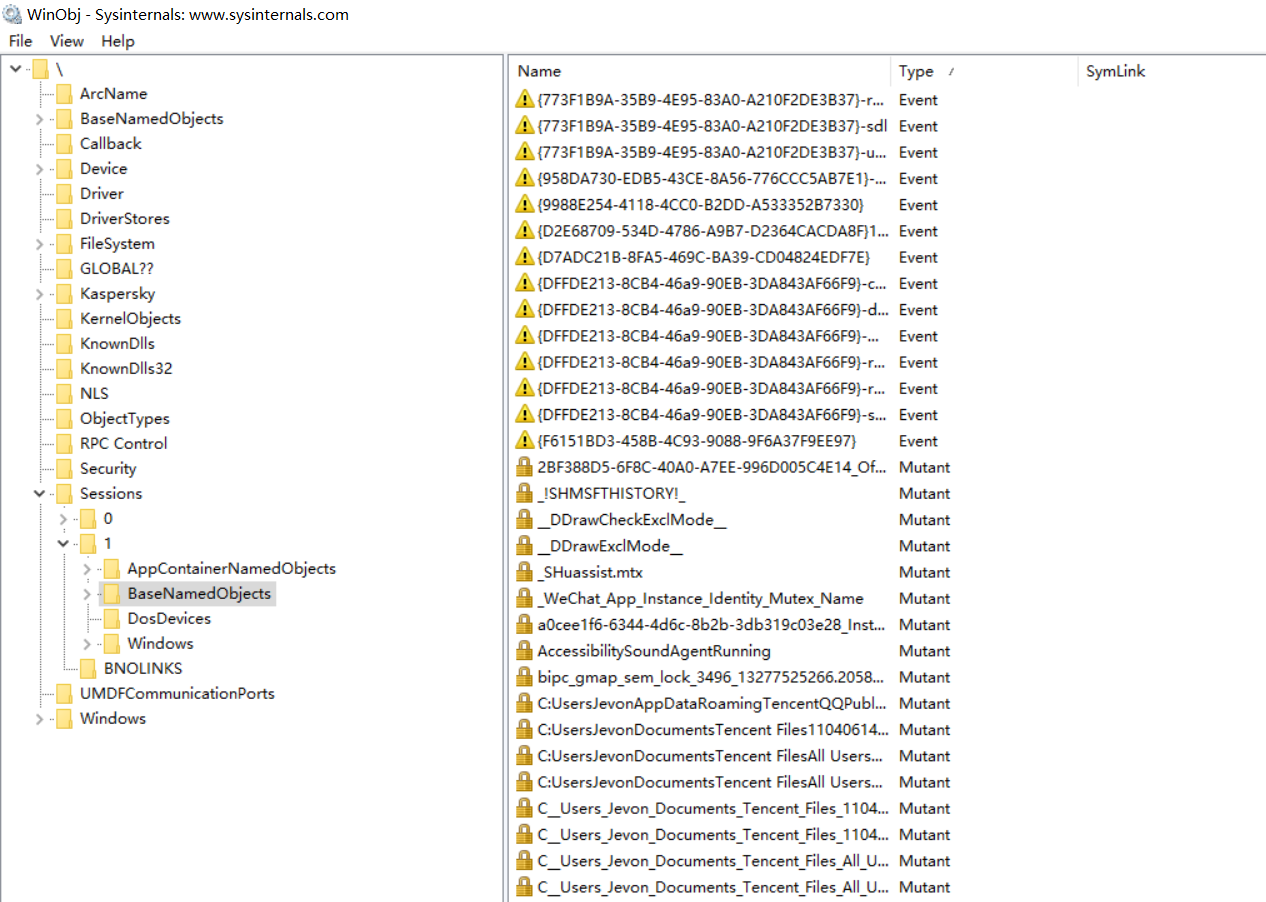 WinObj - Sysinternals: www.sysinternals.com
File View Help
\
ArcName
BaseNamedObjects
Callback
Device
Driver
DriverStores
FileSystem
GLOBAL??
Kaspersky
KernelObjects
KnownDlls
KnownDlls32
NLS
ObjectTypes
RPC Control
Security
Sessions
0
1
AppContainerNamedObjects
BaseNamedObjects
DosDevices
Windows
BNOLINKS
UMDFCommunicationPorts
Windows
Name Type / SymLink
{773F1B9A-35B9-4E95-83A0-A210F2DE3B37}-r... Event
{773F1B9A-35B9-4E95-83A0-A210F2DE3B37}-sdl Event
{773F1B9A-35B9-4E95-83A0-A210F2DE3B37}-u... Event
{958DA730-EDB5-43CE-8A56-776CCC5AB7E1}-... Event
{9988E254-4118-4CC0-B2DD-A533352B7330} Event
{D2E68709-534D-4786-A9B7-D2364CACDA8F}1... Event
{D7ADC21B-8FA5-469C-BA39-CD04824EDF7E} Event
{DFFDE213-8CB4-46a9-90EB-3DA843AF66F9}-c... Event
{DFFDE213-8CB4-46a9-90EB-3DA843AF66F9}-d... Event
{DFFDE213-8CB4-46a9-90EB-3DA843AF66F9}-... Event
{DFFDE213-8CB4-46a9-90EB-3DA843AF66F9}-r... Event
{DFFDE213-8CB4-46a9-90EB-3DA843AF66F9}-r... Event
{DFFDE213-8CB4-46a9-90EB-3DA843AF66F9}-s... Event
{F6151BD3-458B-4C93-9088-9F6A37F9EE97} Event
2BF388D5-6F8C-40A0-A7EE-996D005C4E14_Of... Mutant
_!SHMSFTHISTORY!_ Mutant
__DDrawCheckExclMode__ Mutant
__DDrawExclMode__ Mutant
_SHuassist.mtx Mutant
_WeChat_App_Instance_Identity_Mutex_Name Mutant
a0cee1f6-6344-4d6c-8b2b-3db319c03e28_Inst... Mutant
AccessibilitySoundAgentRunning Mutant
bipc_gmap_sem_lock_3496_13277525266.2058... Mutant
C:UsersJevonAppDataRoamingTencentQQPubl... Mutant
C:UsersJevonDocumentsTencent Files11040614... Mutant
C:UsersJevonDocumentsTencent FilesAll Users... Mutant
C:UsersJevonDocumentsTencent FilesAll Users... Mutant
C__Users_Jevon_Documents_Tencent_Files_1104... Mutant
C__Users_Jevon_Documents_Tencent_Files_1104... Mutant
C__Users_Jevon_Documents_Tencent_Files_All_U... Mutant
C__Users_Jevon_Documents_Tencent_Files_All_U... Mutant